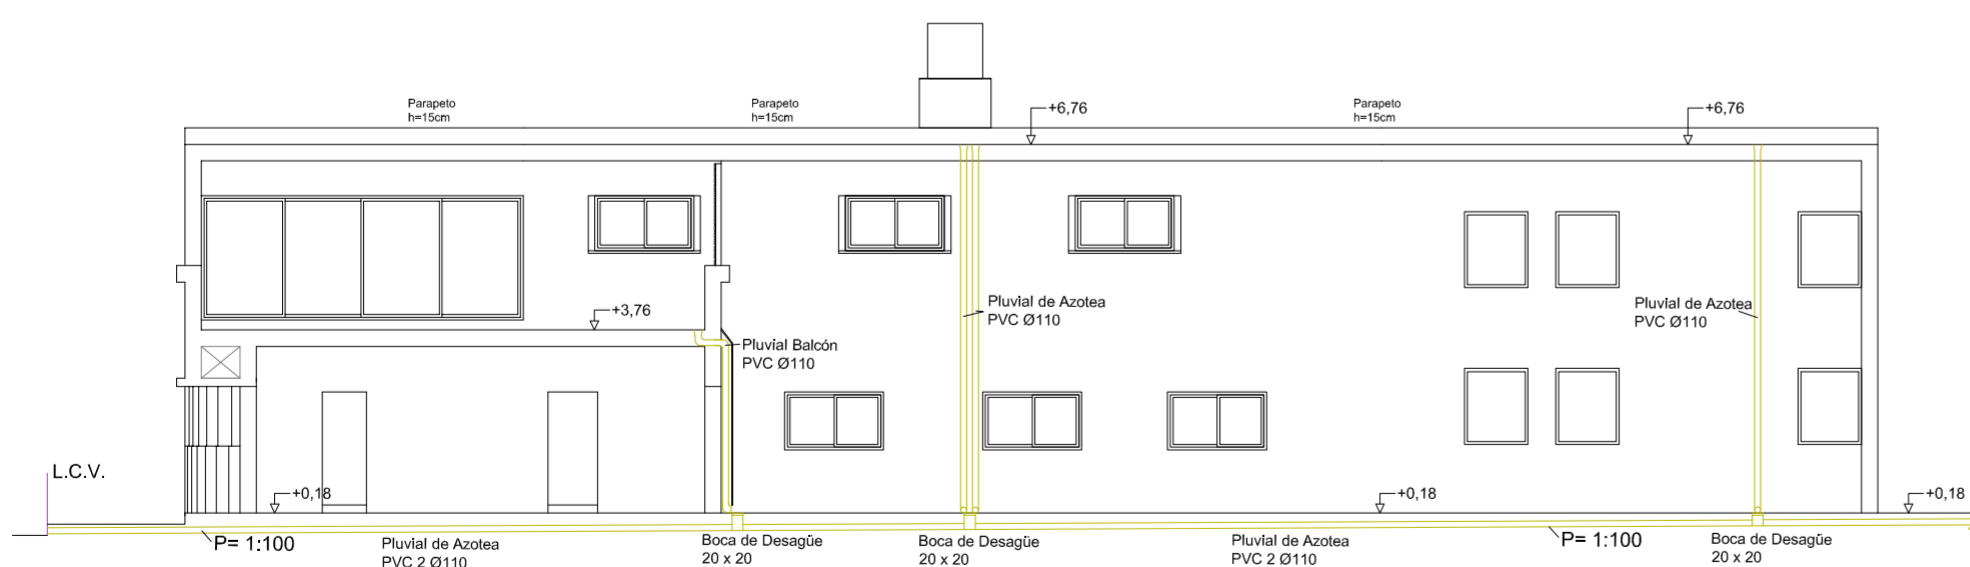 Parapeto
h=15cm
Parapeto
h=15cm
+6,76
Parapeto
h=15cm
+6,76
+3,76
Pluvial de Azotea
PVC Ø110
Pluvial de Azotea
PVC Ø110
Pluvial Balcón
PVC Ø110
L.C.V.
+0,18
+0,18
+0,18
P= 1:100
Pluvial de Azotea
PVC 2 Ø110
Boca de Desagüe
20 x 20
Boca de Desagüe
20 x 20
Pluvial de Azotea
PVC 2 Ø110
P= 1:100
Boca de Desagüe
20 x 20